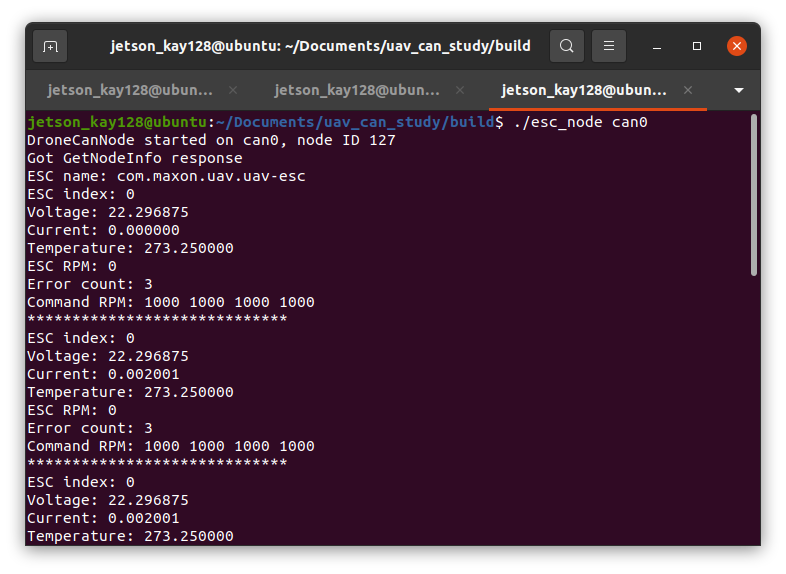 jetson_kay128@ubuntu: ~/Documents/uav_can_study/build
jetson_kay128@ubun...
jetson_kay128@ubun...
jetson_kay128@ubun...
jetson_kay128@ubuntu:~/Documents/uav_can_study/build$ ./esc_node can0
DroneCanNode started on can0, node ID 127
Got GetNodeInfo response
ESC name: com.maxon.uav.uav-esc
ESC index: 0
Voltage: 22.296875
Current: 0.000000
Temperature: 273.250000
ESC RPM: 0
Error count: 3
Command RPM: 1000 1000 1000 1000
*****************************
ESC index: 0
Voltage: 22.296875
Current: 0.002001
Temperature: 273.250000
ESC RPM: 0
Error count: 3
Command RPM: 1000 1000 1000 1000
*****************************
ESC index: 0
Voltage: 22.296875
Current: 0.002001
Temperature: 273.250000